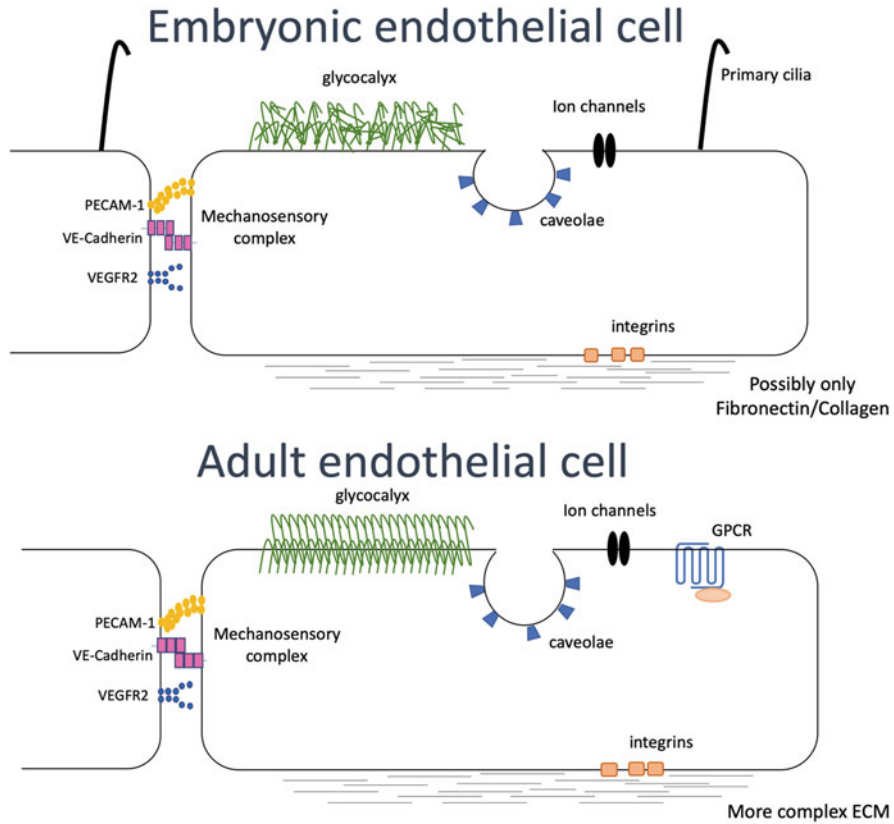 Embryonic endothelial cell
glycocalyx
Primary cilia
Ion channels
PECAM-1
Mechanosensory
complex
VE-Cadherin
caveolae
VEGFR2
integrins
Possibly only
Fibronectin/Collagen
Adult endothelial cell
glycocalyx
Ion channels
GPCR
PECAM-1
Mechanosensory
complex
VE-Cadherin
caveolae
VEGFR2
integrins
More complex ECM